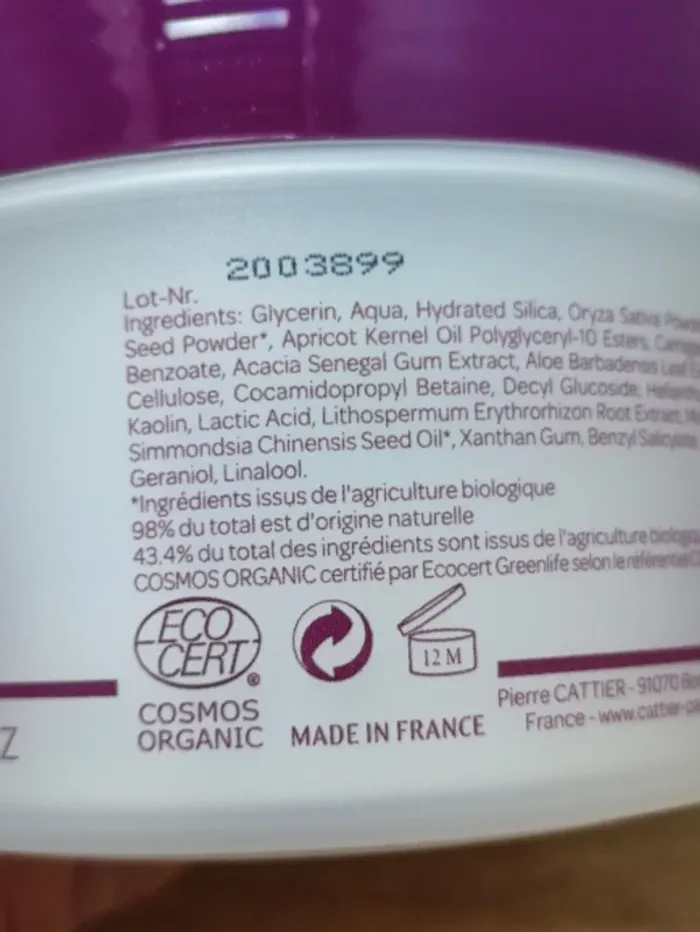 2003899
Lot-Nr.
Ingredients: Glycerin, Aqua, Hydrated Silica, Oryza Sativa
Seed Powder*, Apricot Kernel Oil Polyglyceryl-10 Esters,
Benzoate, Acacia Senegal Gum Extract, Aloe Barbadensis Leaf
Cellulose, Cocamidopropyl Betaine, Decyl Glucoside,
Kaolin, Lactic Acid, Lithospermum Erythrorhizon Root Extract,
Simmondsia Chinensis Seed Oil*, Xanthan Gum, Benzyl Salicylate,
Geraniol, Linalool.
*Ingrédients issus de l'agriculture biologique
98% du total est d'origine naturelle
43.4% du total des ingrédients sont issus de l'agriculture
COSMOS ORGANIC certifié par Ecocert Greenlife selon le référentiel
ECO
CERT®
COSMOS
ORGANIC
MADE IN FRANCE
12 M
Pierre CATTIER - 91070
France - www.cattier-
Z